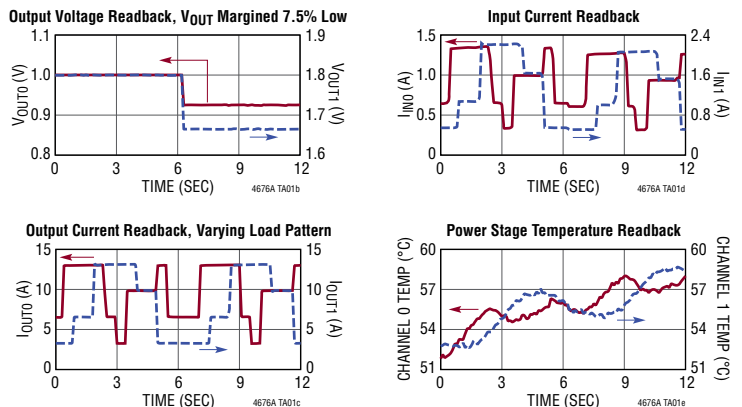 Output Voltage Readback, VOUT Margined 7.5% Low
1.1
1.0
0.9
0.8
VOUT0 (V)
1.9
1.8
1.7
1.6
VOUT1 (V)
0 3 6 9 12
TIME (SEC)
4676A TA01b
Input Current Readback
1.5
1.0
0.5
0
IIN0 (A)
2.4
1.6
0.8
0
IIN1 (A)
0 3 6 9 12
TIME (SEC)
4676A TA01d
Output Current Readback, Varying Load Pattern
15
10
5
0
IOUT0 (A)
15
10
5
0
IOUT1 (A)
0 3 6 9 12
TIME (SEC)
4676A TA01c
Power Stage Temperature Readback
60
57
54
51
CHANNEL 0 TEMP (°C)
60
57
54
51
CHANNEL 1 TEMP (°C)
0 3 6 9 12
TIME (SEC)
4676A TA01e